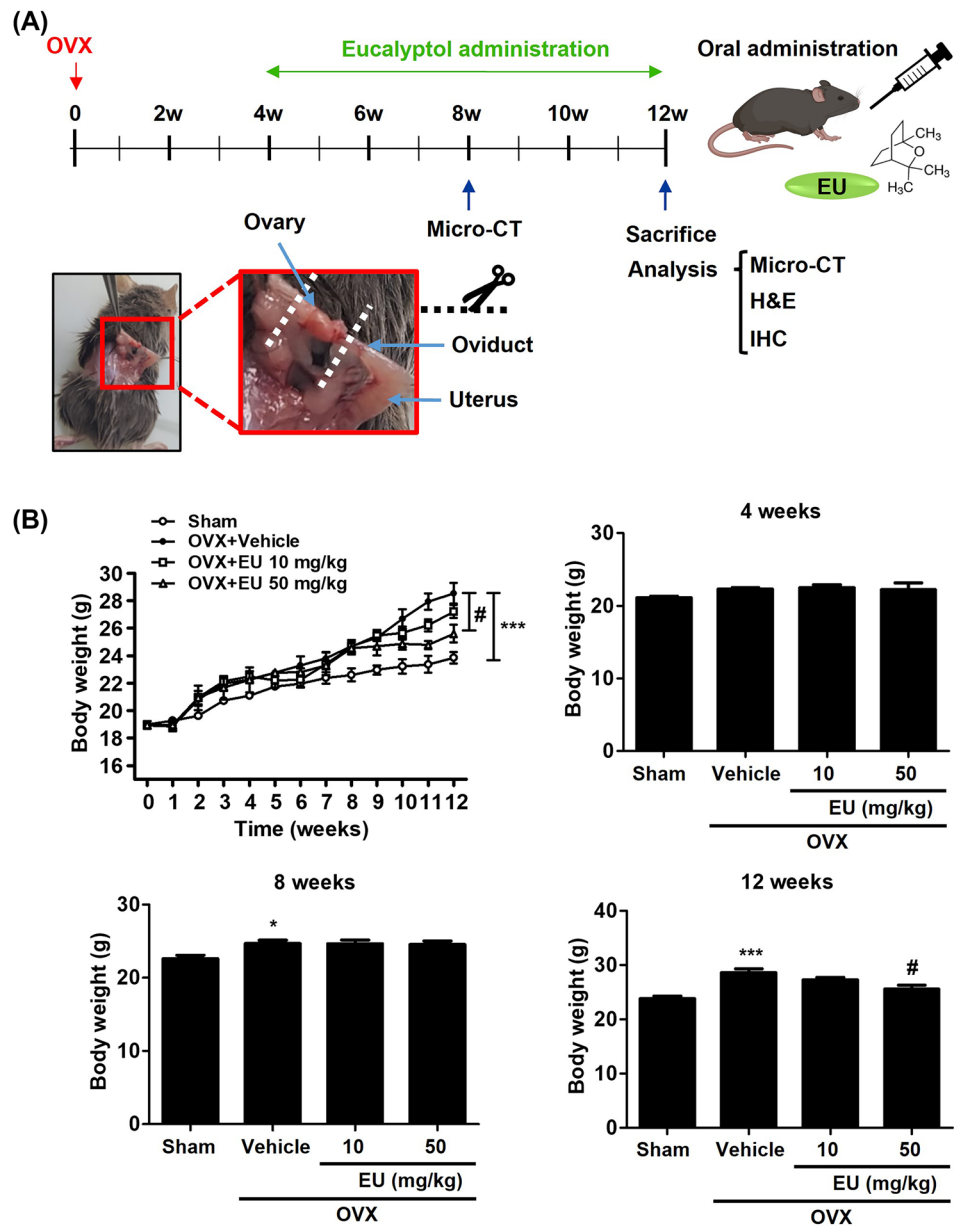 (A)
OVX
Eucalyptol administration
Oral administration
0 2w 4w 6w 8w 10w 12w
CH3
O
CH3
H3C
EU
Ovary
Micro-CT
Sacrifice
Analysis
Micro-CT
H&E
IHC
Oviduct
Uterus
(B)
Sham
OVX+Vehicle
OVX+EU 10 mg/kg
OVX+EU 50 mg/kg
Body weight (g)
30
28
26
24
22
20
18
16
#
***
0 1 2 3 4 5 6 7 8 9 10 11 12
Time (weeks)
4 weeks
Body weight (g)
30
20
10
0
Sham Vehicle 10 50
EU (mg/kg)
OVX
8 weeks
Body weight (g)
30
20
10
0
*
Sham Vehicle 10 50
EU (mg/kg)
OVX
12 weeks
Body weight (g)
40
30
20
10
0
***
#
Sham Vehicle 10 50
EU (mg/kg)
OVX